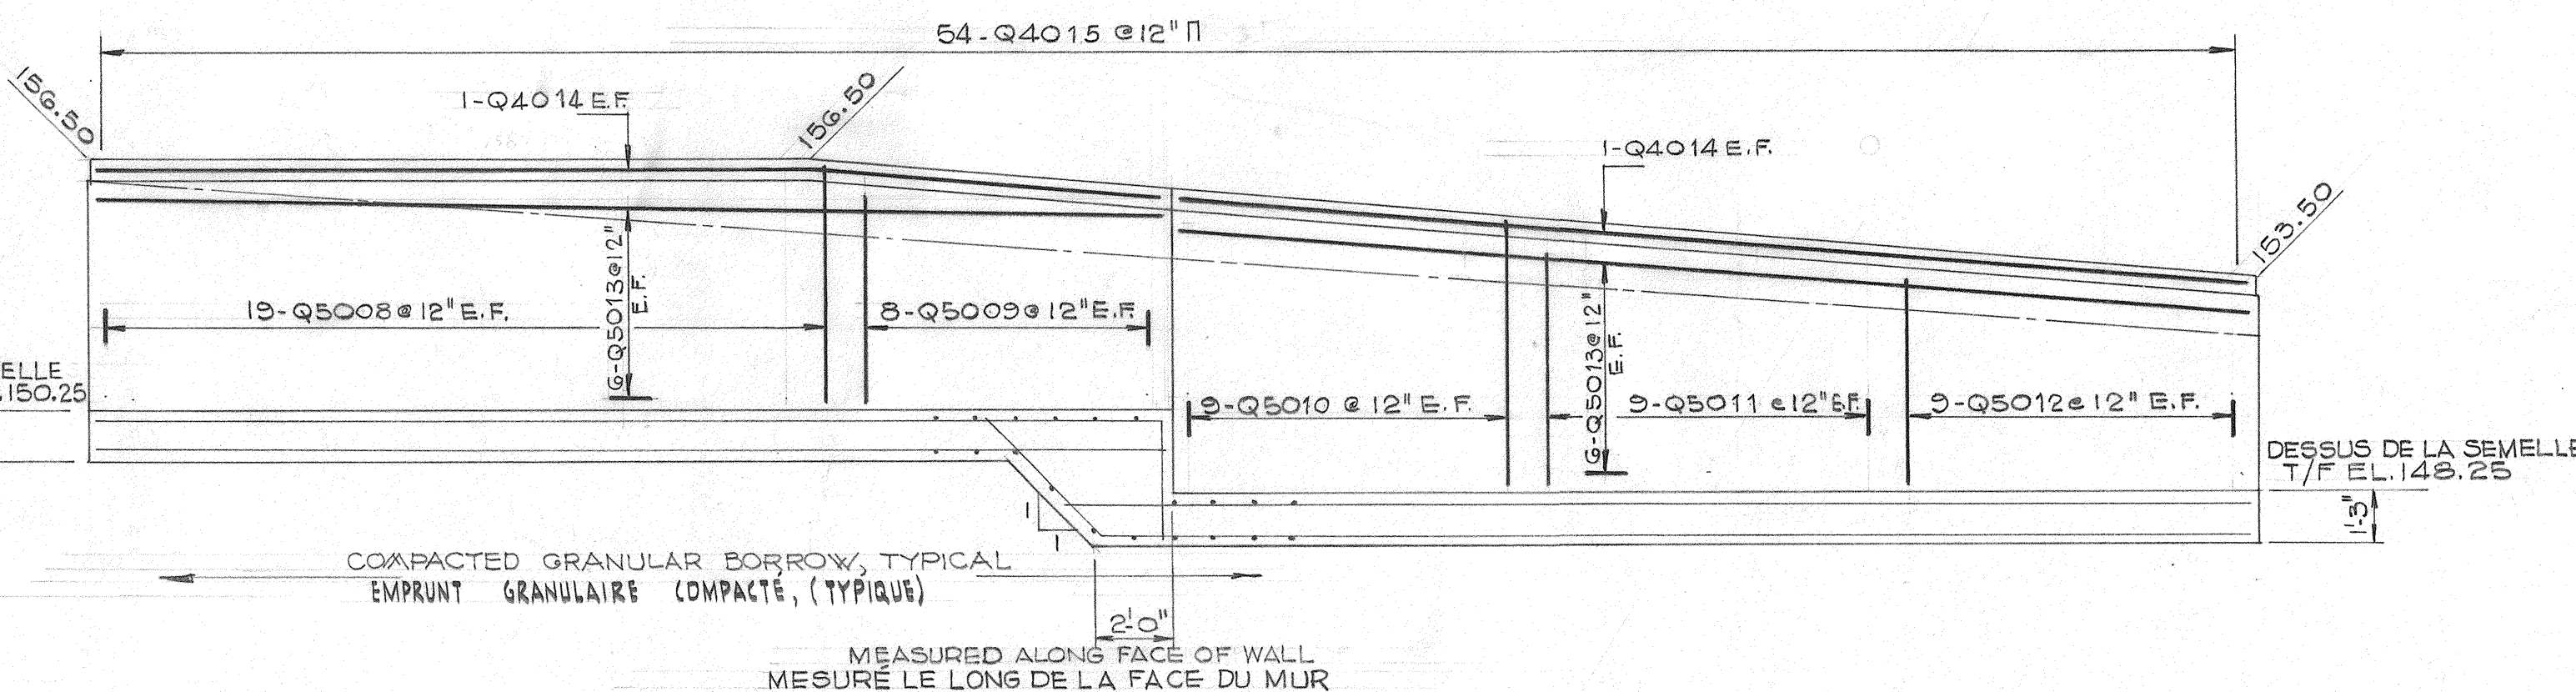 54-Q4015 @12" Π
156.50
1-Q4014 E.F.
156.50
1-Q4014 E.F.
153.50
19-Q5008@12" E.F.
6-Q5013@12"
E.F.
8-Q5009@12" E.F.
ELLE
.150.25
9-Q5010 @ 12" E.F.
6-Q5013@12"
E.F.
9-Q5011 @12" E.F.
9-Q5012@12" E.F.
DESSUS DE LA SEMELLE
T/F EL.148.25
1'-3"
1
1
COMPACTED GRANULAR BORROW, TYPICAL
EMPRUNT GRANULAIRE COMPACTÉ, (TYPIQUE)
2'-0"
MEASURED ALONG FACE OF WALL
MESURÉ LE LONG DE LA FACE DU MUR